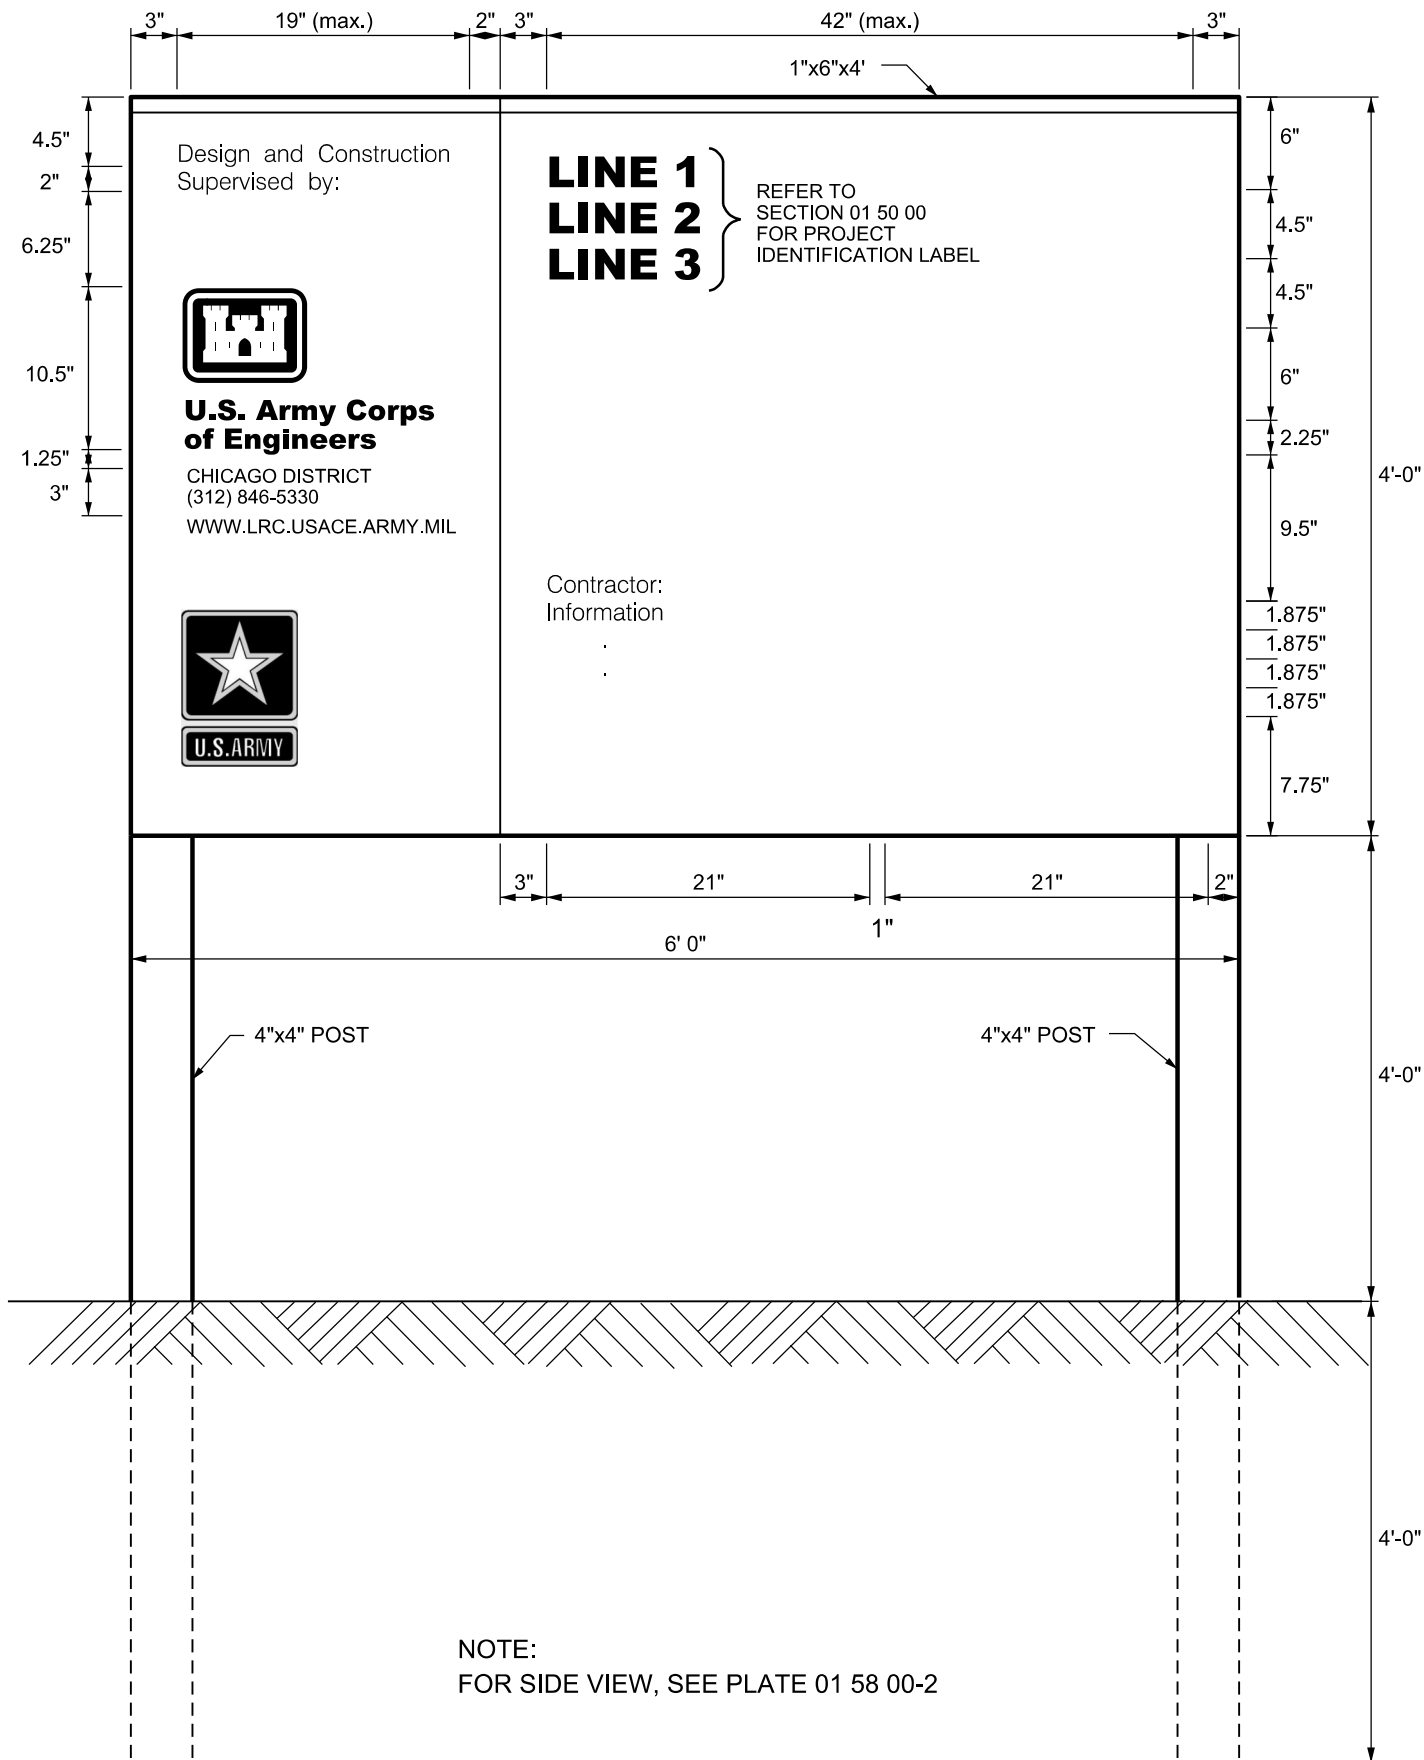 3" 19" (max.) 2" 3" 42" (max.) 3"
1"x6"x4'
4.5"
2"
6.25"
10.5"
1.25"
3"
Design and Construction
Supervised by:
U.S. Army Corps
of Engineers
CHICAGO DISTRICT
(312) 846-5330
WWW.LRC.USACE.ARMY.MIL
U.S.ARMY
LINE 1
LINE 2
LINE 3
REFER TO
SECTION 01 50 00
FOR PROJECT
IDENTIFICATION LABEL
Contractor:
Information
.
.
6"
4.5"
4.5"
6"
2.25"
9.5"
1.875"
1.875"
1.875"
1.875"
7.75"
4'-0"
3" 21" 21" 2"
1"
6' 0"
4"x4" POST 4"x4" POST
4'-0"
4'-0"
NOTE:
FOR SIDE VIEW, SEE PLATE 01 58 00-2